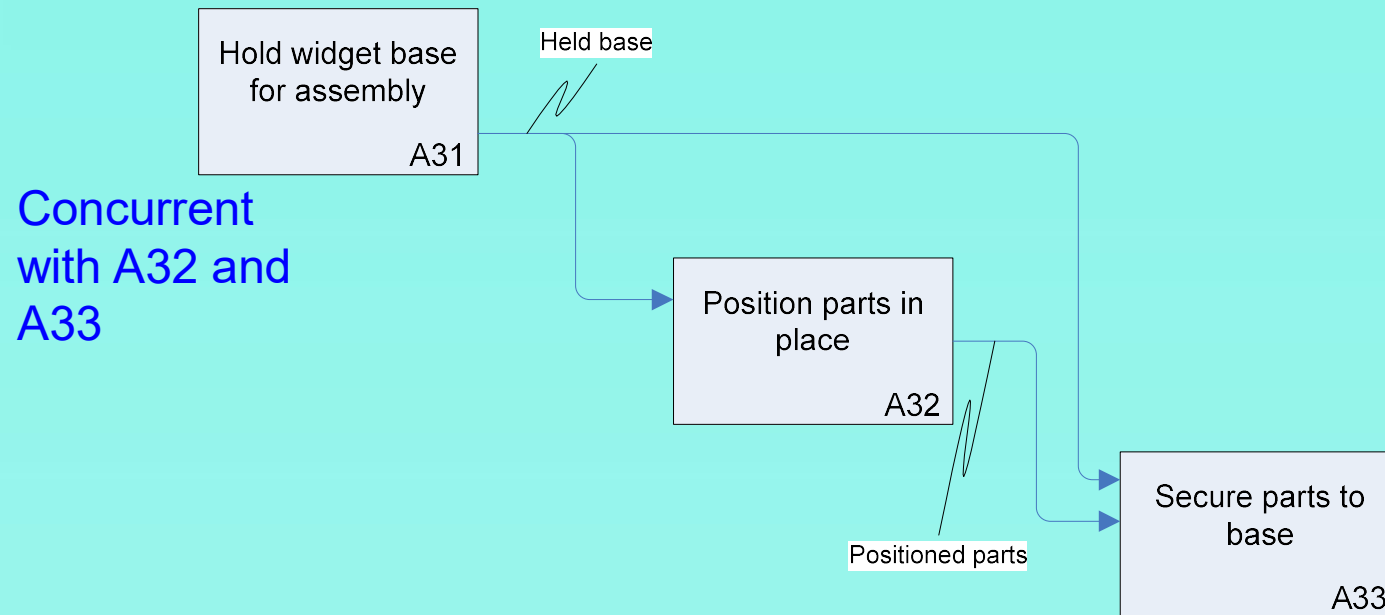 Hold widget base
for assembly
A31
Held base
Concurrent
with A32 and
A33
Position parts in
place
A32
Positioned parts
Secure parts to
base
A33